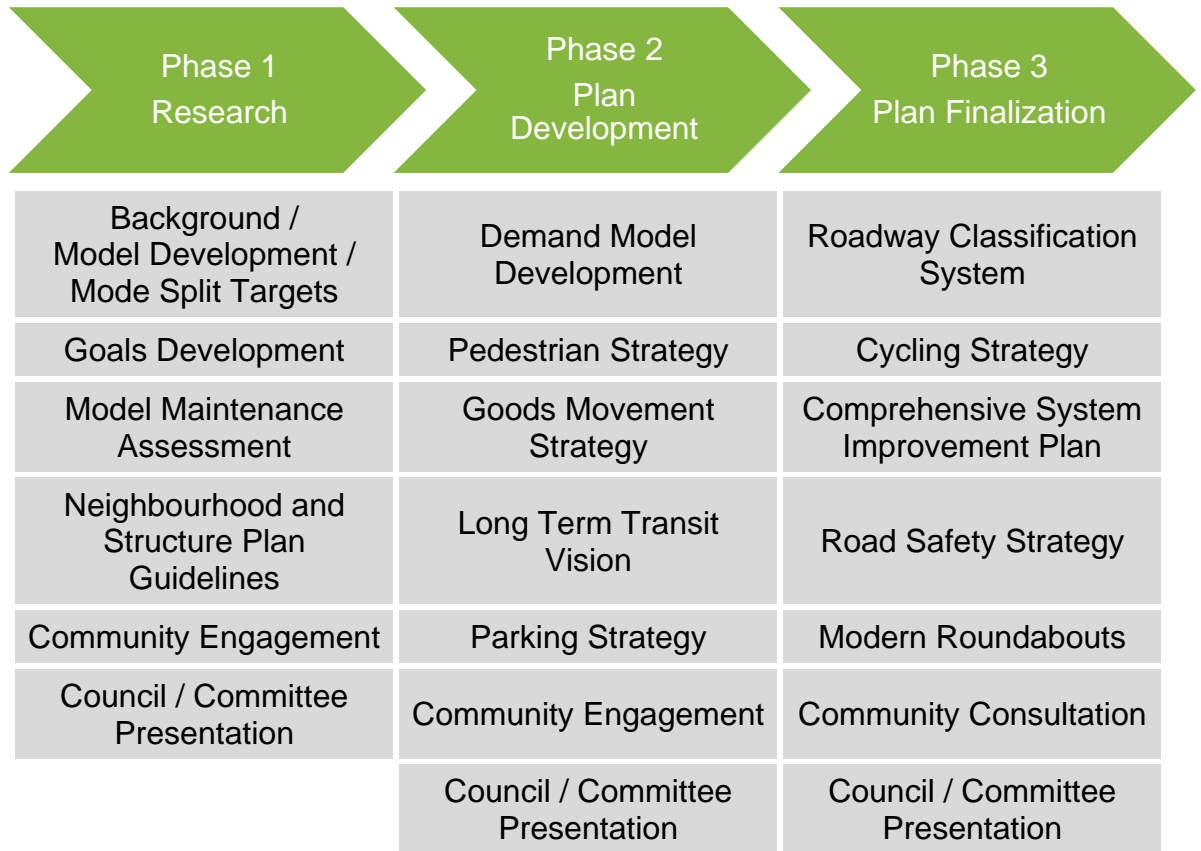 Phase 1
Research
Phase 2
Plan
Development
Phase 3
Plan Finalization
Background /
Model Development /
Mode Split Targets
Demand Model
Development
Roadway Classification
System
Goals Development
Pedestrian Strategy
Cycling Strategy
Model Maintenance
Assessment
Goods Movement
Strategy
Comprehensive System
Improvement Plan
Neighbourhood and
Structure Plan
Guidelines
Long Term Transit
Vision
Road Safety Strategy
Community Engagement
Parking Strategy
Modern Roundabouts
Council / Committee
Presentation
Community Engagement
Community Consultation
Council / Committee
Presentation
Council / Committee
Presentation